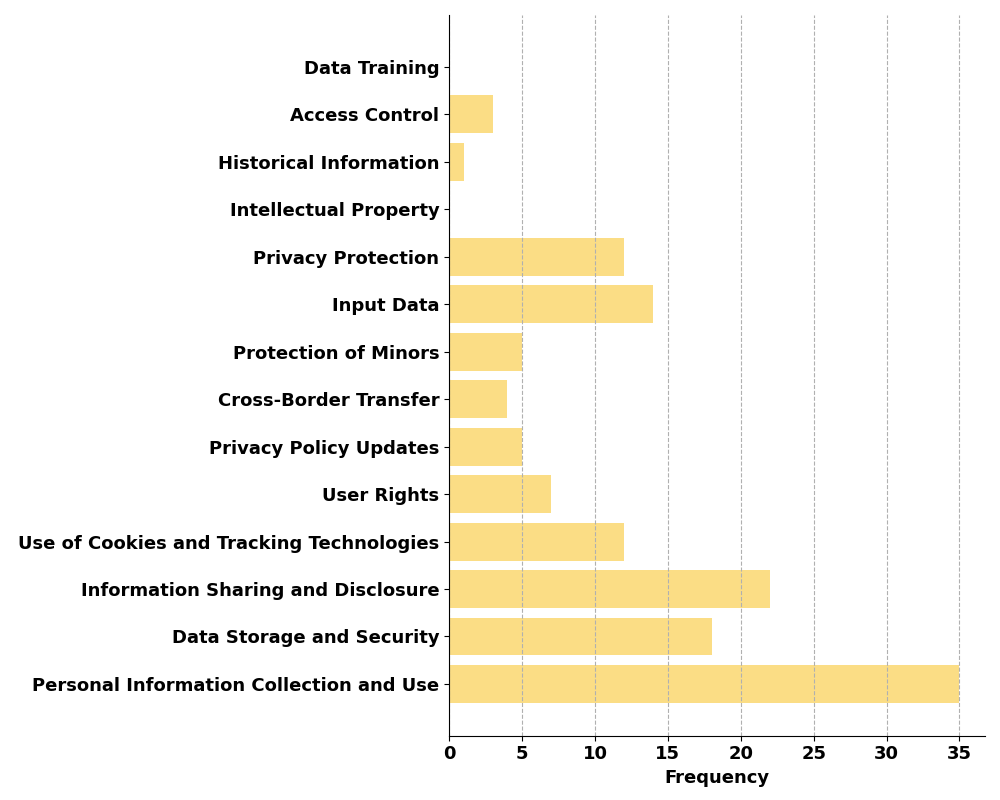 Data Training
Access Control
Historical Information
Intellectual Property
Privacy Protection
Input Data
Protection of Minors
Cross-Border Transfer
Privacy Policy Updates
User Rights
Use of Cookies and Tracking Technologies
Information Sharing and Disclosure
Data Storage and Security
Personal Information Collection and Use
0 5 10 15 20 25 30 35
Frequency